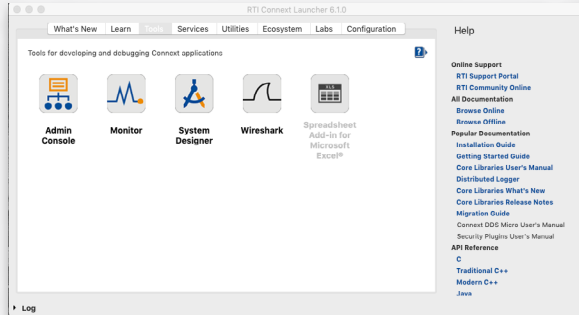 RTI Connext Launcher 6.1.0
What's New Learn Tools Services Utilities Ecosystem Labs Configuration
Tools for developing and debugging Connext applications
?
Admin
Console
Monitor
System
Designer
Wireshark
XLS
Spreadsheet
Add-in for
Microsoft
Excel®
Log
Help
Online Support
RTI Support Portal
RTI Community Online
All Documentation
Browse Online
Browse Offline
Popular Documentation
Installation Guide
Getting Started Guide
Core Libraries User's Manual
Distributed Logger
Core Libraries What's New
Core Libraries Release Notes
Migration Guide
Connext DDS Micro User's Manual
Security Plugins User's Manual
API Reference
C
Traditional C++
Modern C++
Java